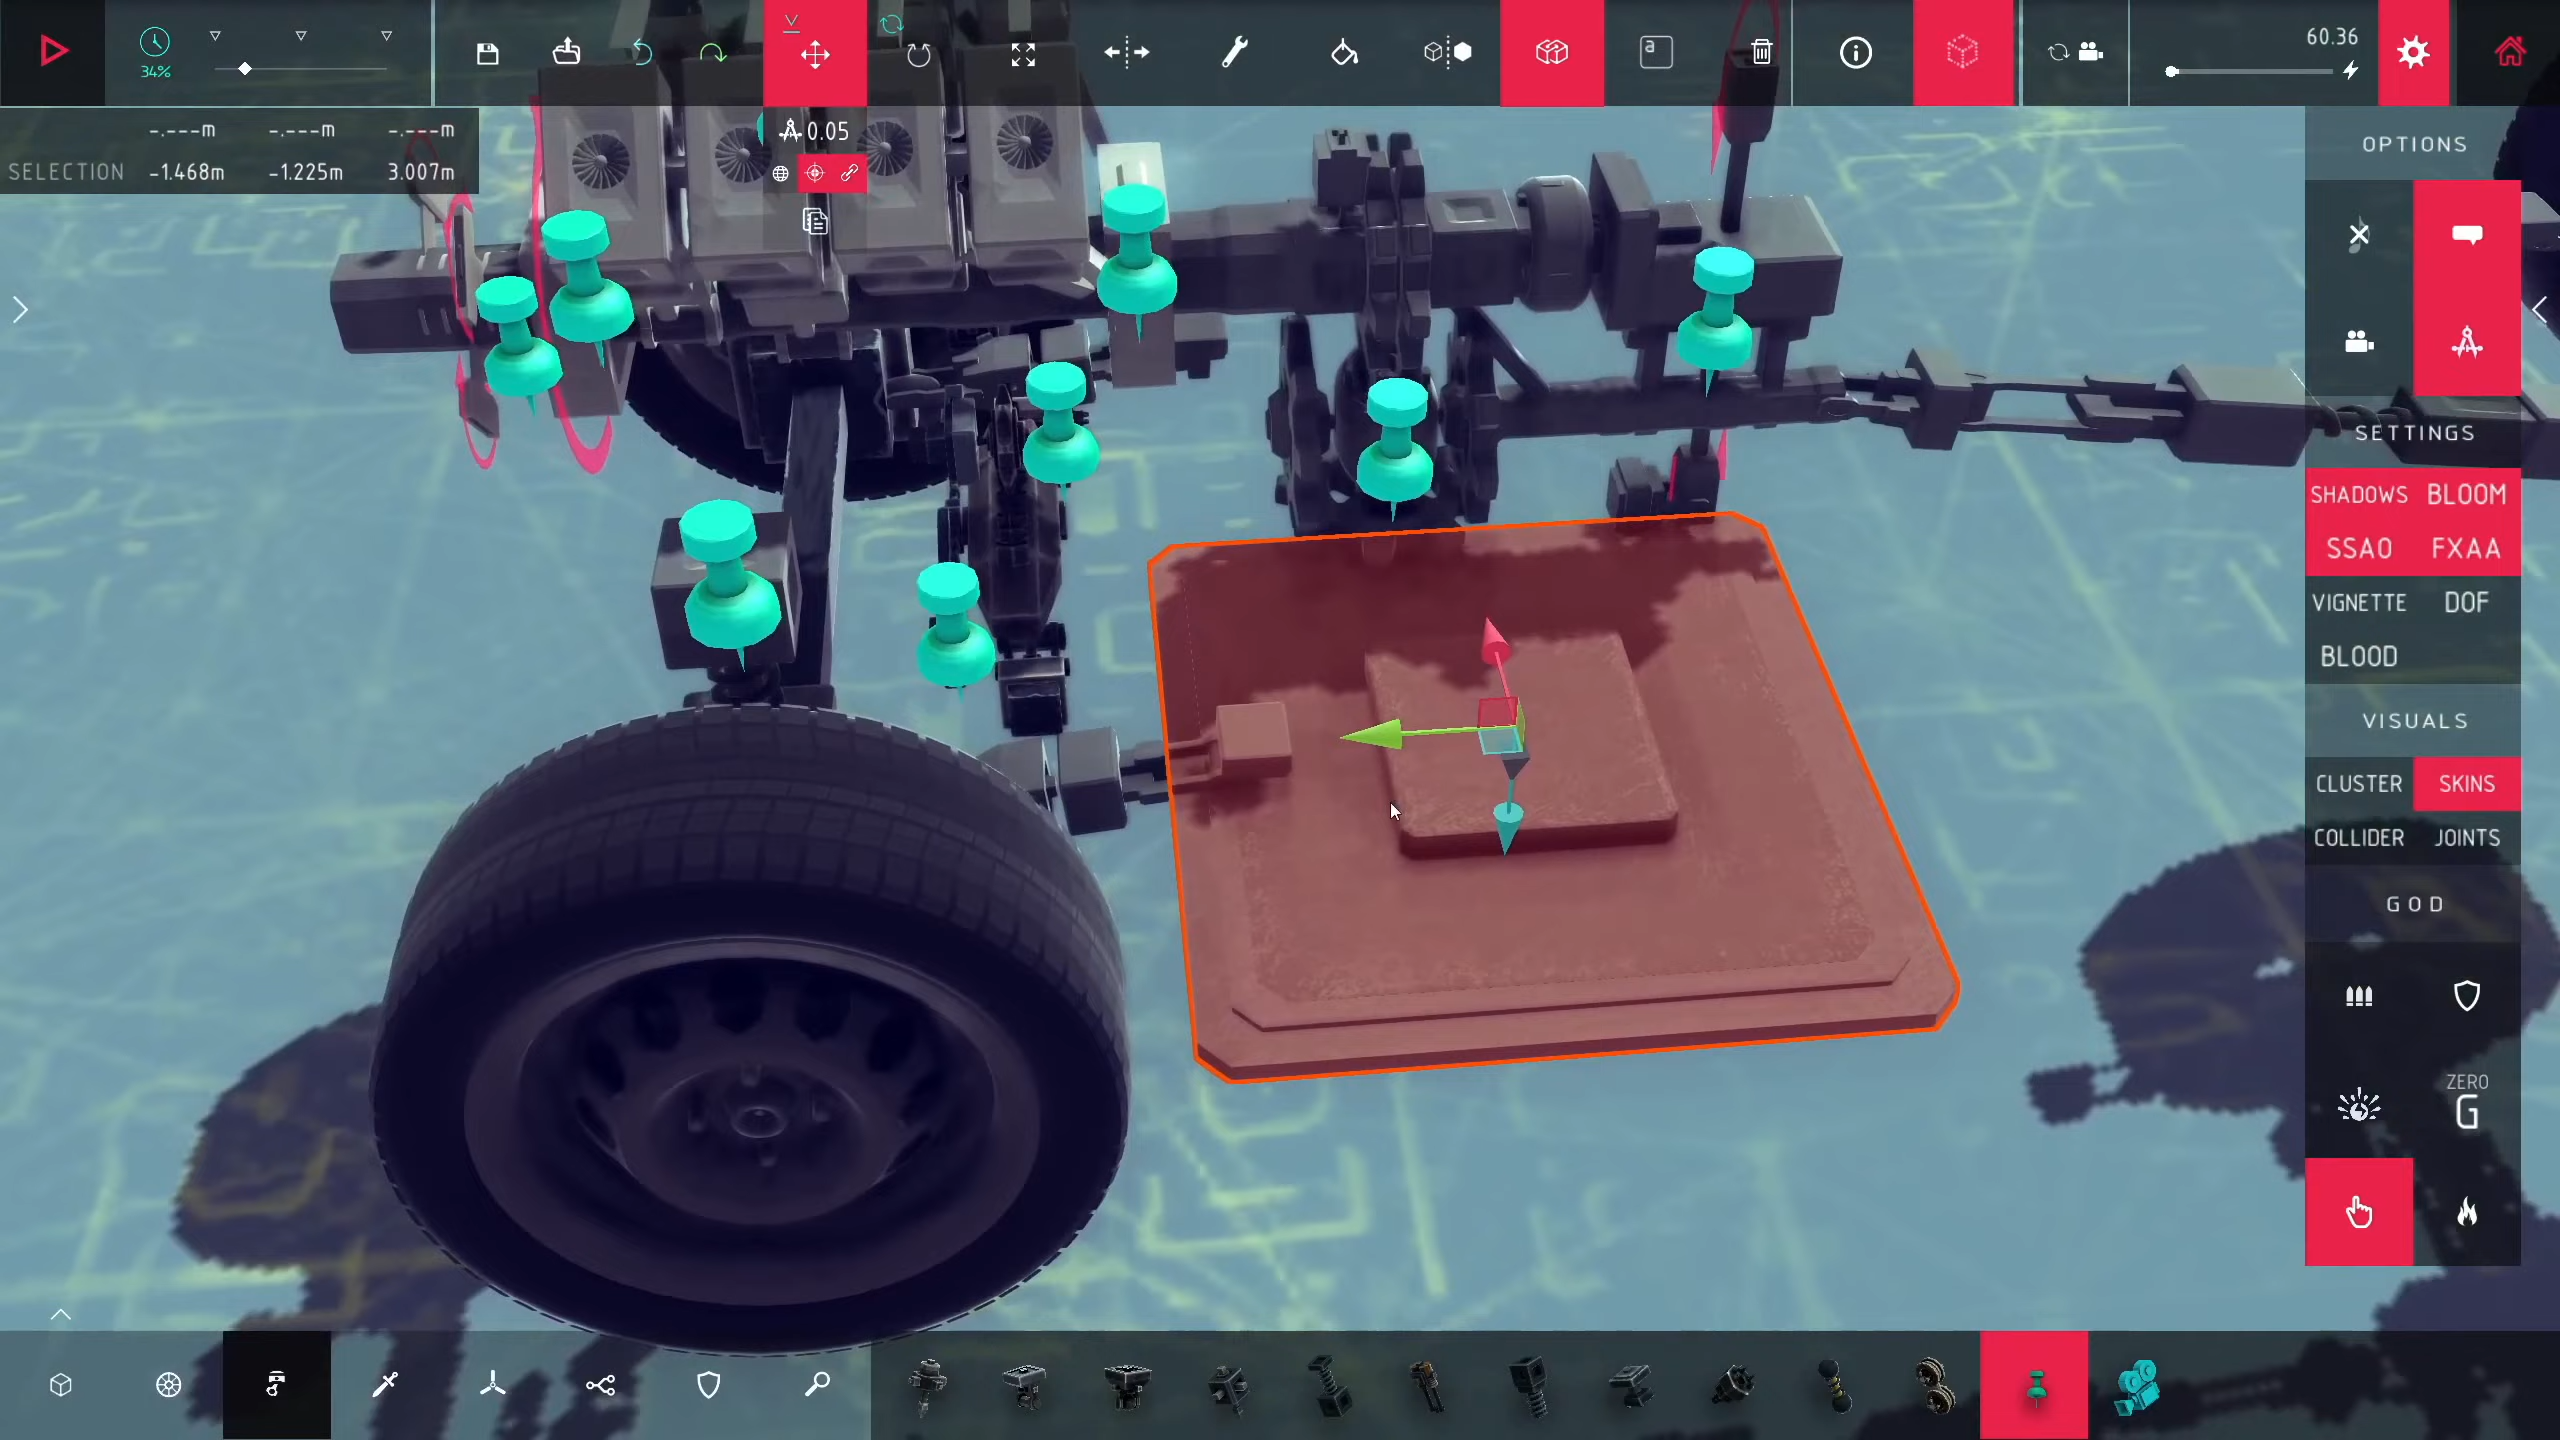 34%
60.36
-.---m -.---m -.---m
0.05
SELECTION -1.468m -1.225m 3.007m
a
OPTIONS
SETTINGS
SHADOWS BLOOM
SSAO FXAA
VIGNETTE DOF
BLOOD
VISUALS
CLUSTER SKINS
COLLIDER JOINTS
GOD
ZERO
G